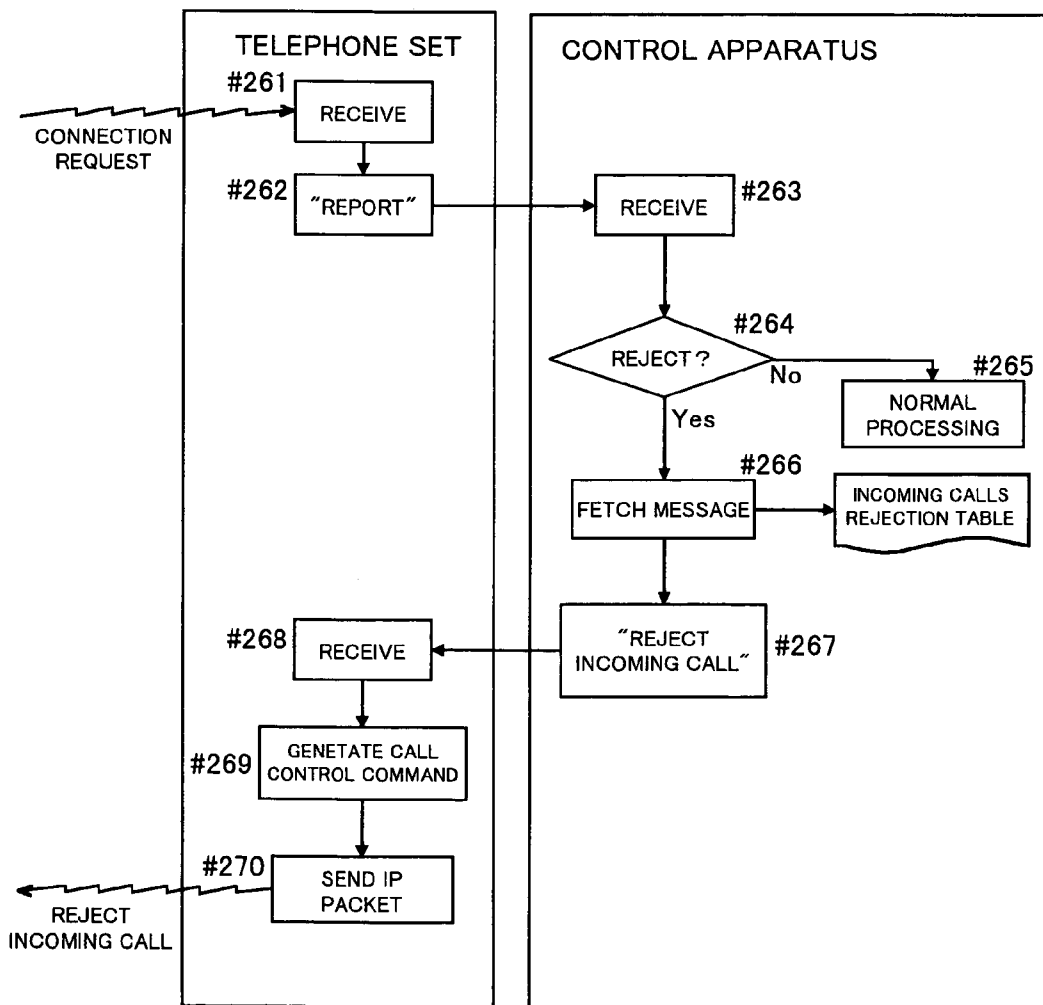 TELEPHONE SET
CONTROL APPARATUS
#261
RECEIVE
CONNECTION
REQUEST
#262
"REPORT"
RECEIVE
#263
REJECT?
#264
No
#265
NORMAL
PROCESSING
Yes
#266
FETCH MESSAGE
INCOMING CALLS
REJECTION TABLE
#268
RECEIVE
"REJECT
INCOMING CALL"
#267
#269
GENETATE CALL
CONTROL COMMAND
#270
SEND IP
PACKET
REJECT
INCOMING CALL